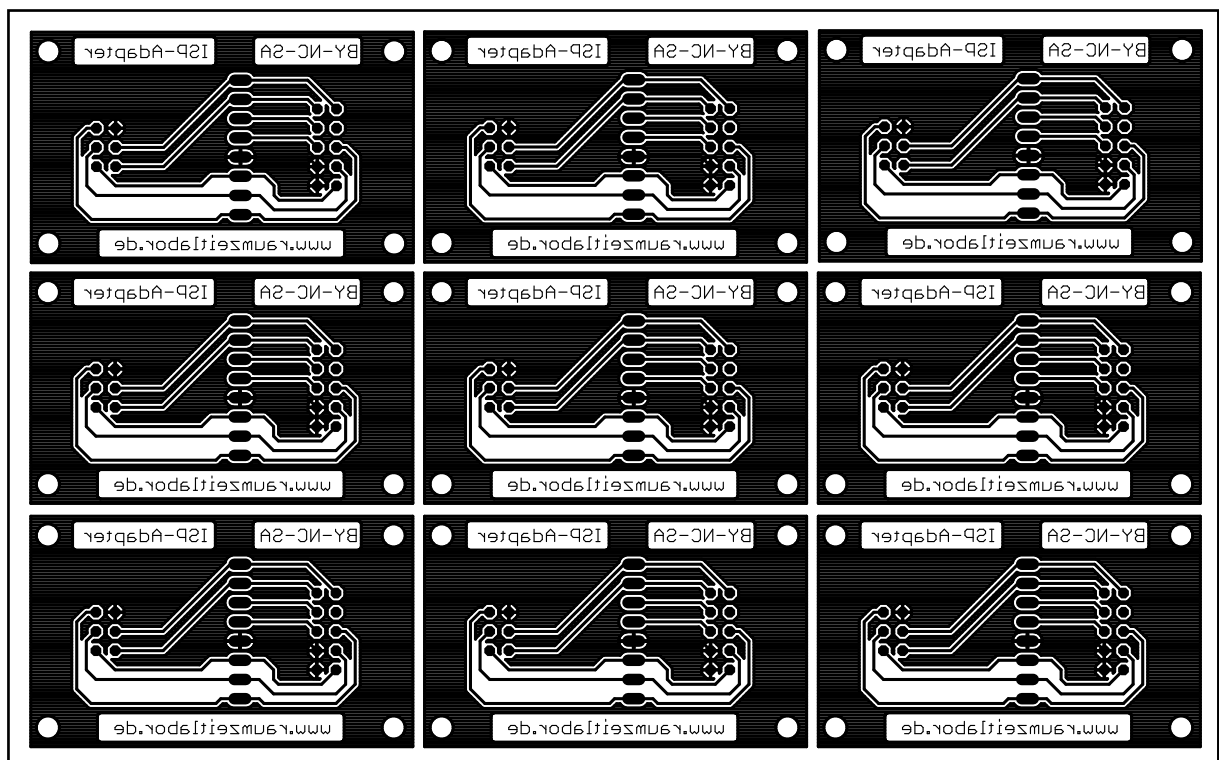 ISP-Adapter BY-NC-SA ISP-Adapter BY-NC-SA ISP-Adapter BY-NC-SA
www.raumzeitlabor.de www.raumzeitlabor.de www.raumzeitlabor.de
ISP-Adapter BY-NC-SA ISP-Adapter BY-NC-SA ISP-Adapter BY-NC-SA
www.raumzeitlabor.de www.raumzeitlabor.de www.raumzeitlabor.de
ISP-Adapter BY-NC-SA ISP-Adapter BY-NC-SA ISP-Adapter BY-NC-SA
www.raumzeitlabor.d www.raumzeitlabor.de www.raumzeitlabor.de